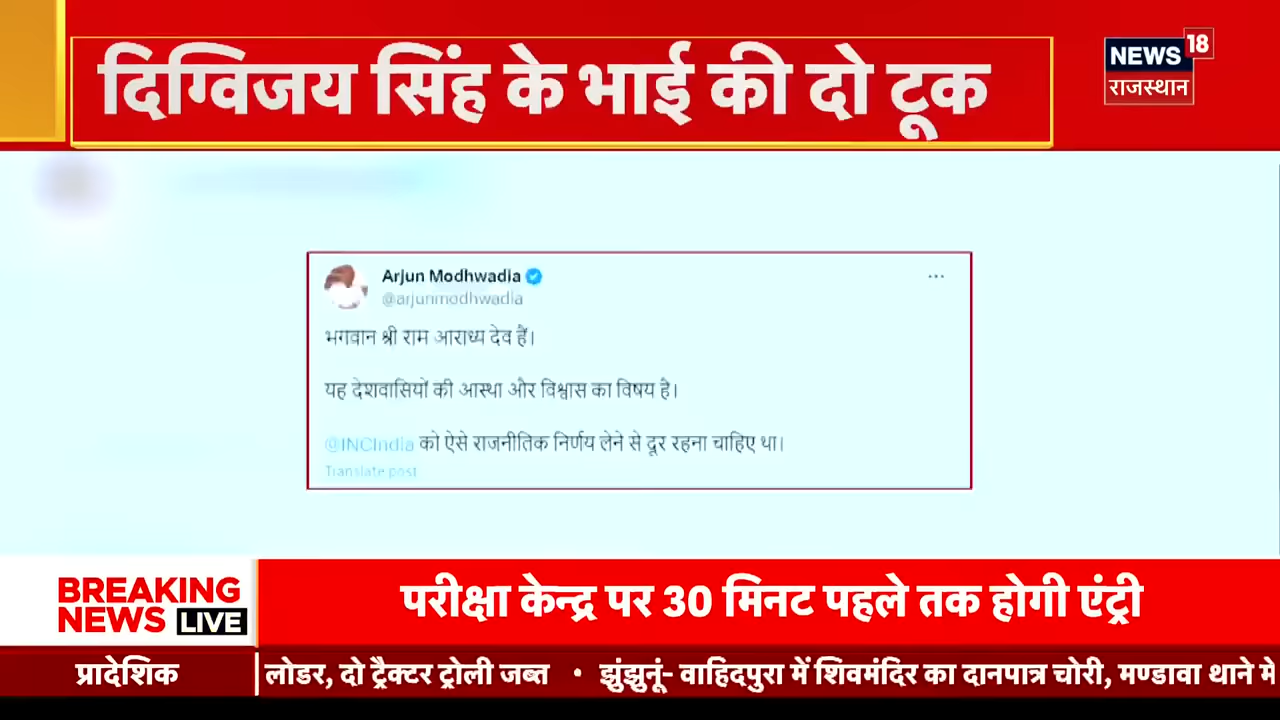 दिग्विजय सिंह के भाई की दो टूक
NEWS 18
राजस्थान
Arjun Modhwadia
@arjunmodhwadia
भगवान श्री राम आराध्य देव हैं।
यह देशवासियों की आस्था और विश्वास का विषय है।
@INCIndia को ऐसे राजनीतिक निर्णय लेने से दूर रहना चाहिए था।
Translate post
BREAKING
NEWS LIVE
परीक्षा केन्द्र पर 30 मिनट पहले तक होगी एंट्री
प्रादेशिक
लोडर, दो ट्रैक्टर ट्रोली जब्त • झुंझुनूं- वाहिदपुरा में शिवमंदिर का दानपात्र चोरी, मण्डावा थाने मे